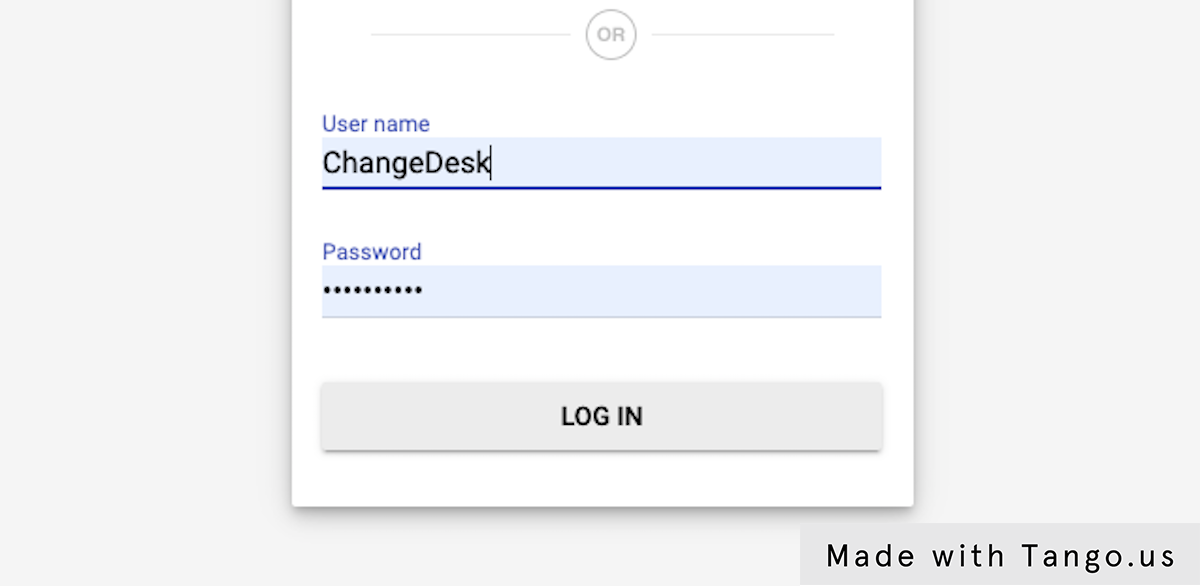 OR
User name
ChangeDesk
Password
••••••••••
LOG IN
Made with Tango.us